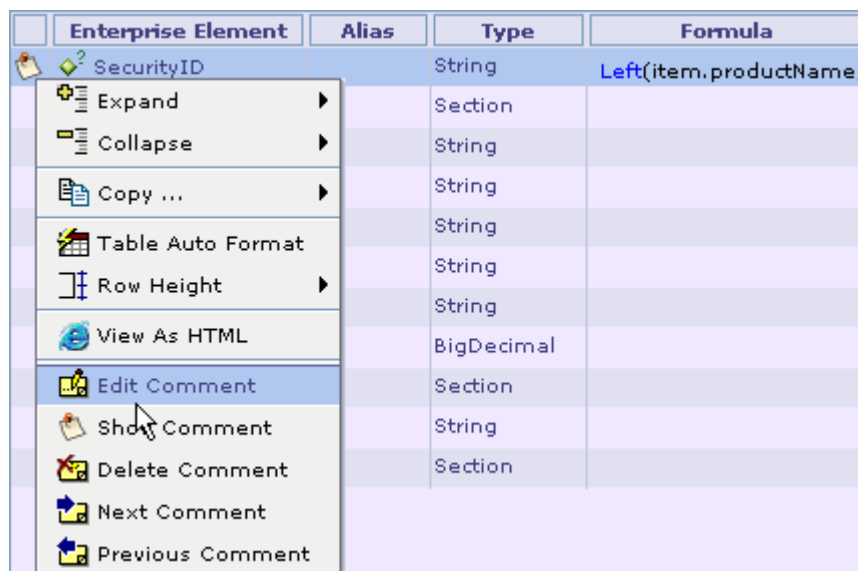 Enterprise Element Alias Type Formula
SecurityID String Left(item.productName,
Expand Section
Collapse String
Copy ... String
Table Auto Format String
Row Height String
String
View As HTML BigDecimal
Edit Comment Section
Show Comment String
Delete Comment Section
Next Comment
Previous Comment